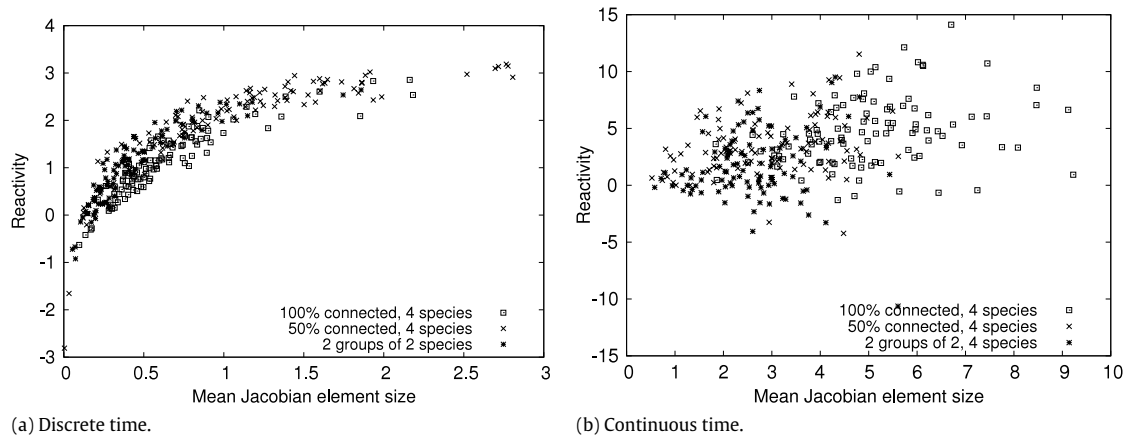 4
3
2
1
0
-1
-2
-3
Reactivity
0 0.5 1 1.5 2 2.5 3
Mean Jacobian element size
100% connected, 4 species
50% connected, 4 species
2 groups of 2 species
(a) Discrete time.
15
10
5
0
-5
-10
-15
Reactivity
0 1 2 3 4 5 6 7 8 9 10
Mean Jacobian element size
100% connected, 4 species
50% connected, 4 species
2 groups of 2, 4 species
(b) Continuous time.